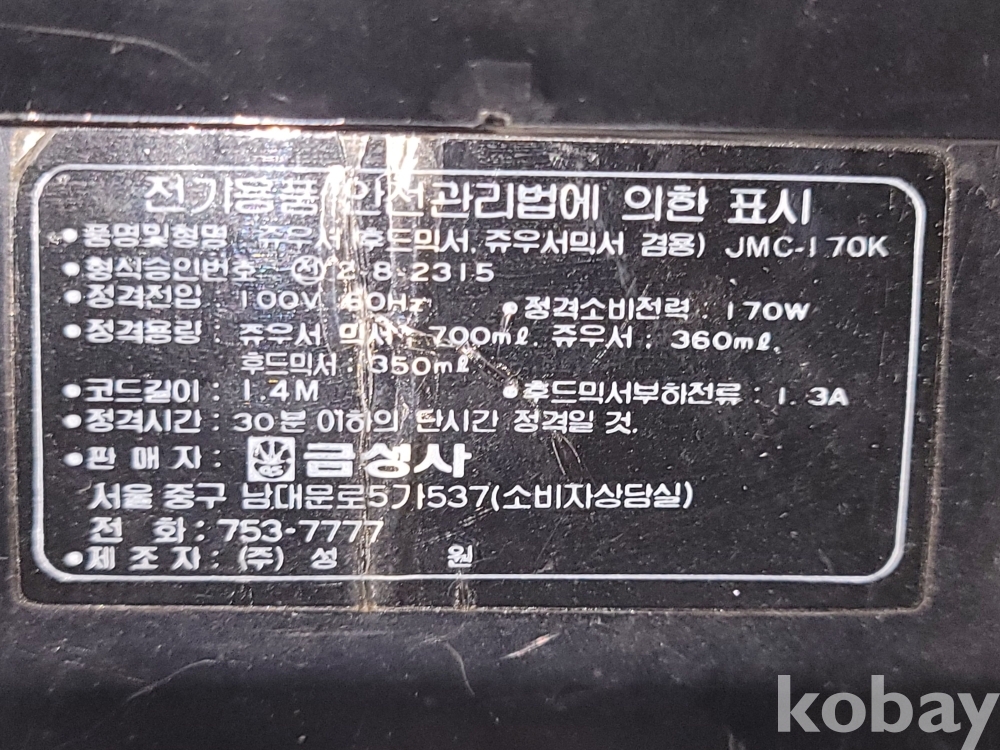 전기용품 안전관리법에 의한 표시
• 품명및형명 쥬우서 (후드믹서, 쥬우서믹서 겸용) JMC-170K
• 형식승인번호 전 2-8-2315
• 정격전압 : 100V 60Hz • 정격소비전력 : 170W
• 정격용량 : 쥬우서 믹서 : 700mℓ. 쥬우서 : 360mℓ,
후드믹서 : 350mℓ
• 코드길이 : 1.4M • 후드믹서부하전류 : 1.3A
• 정격시간 : 30분 이하의 단시간 정격일 것.
• 판 매 자 : 금성사
서울 중구 남대문로5가537(소비자상담실)
전 화 : 753-7777
• 제 조 자 : (주) 성 원
kobay